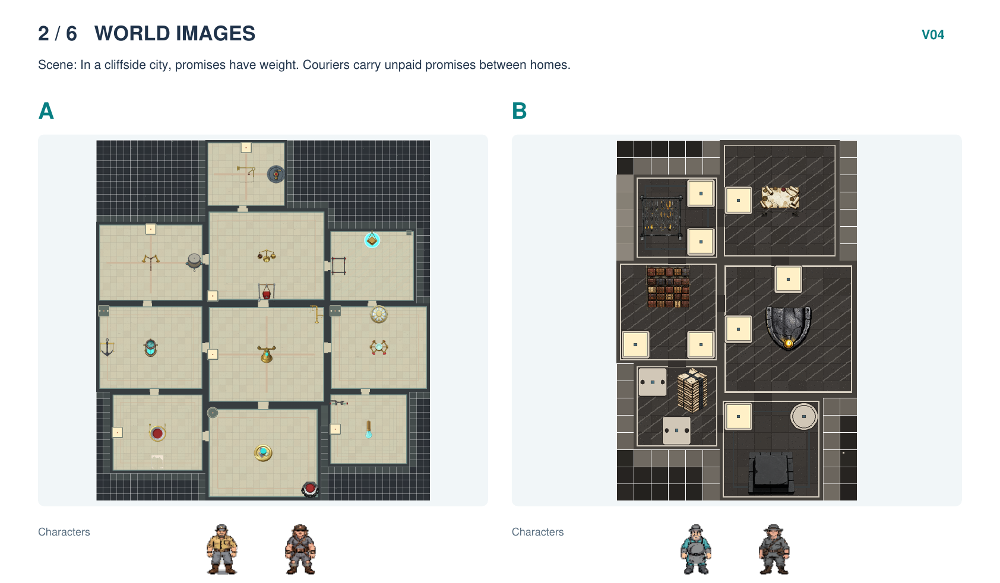 2 / 6 WORLD IMAGES
V04
Scene: In a cliffside city, promises have weight. Couriers carry unpaid promises between homes.
A
B
Characters
Characters